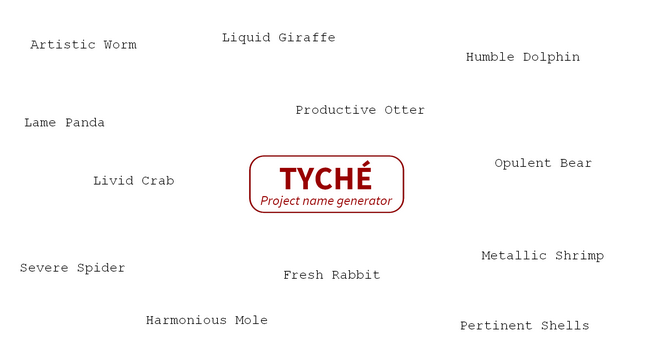 Artistic Worm
Liquid Giraffe
Humble Dolphin
Lame Panda
Productive Otter
Livid Crab
Opulent Bear
TYCHÉ
Project name generator
Severe Spider
Fresh Rabbit
Metallic Shrimp
Harmonious Mole
Pertinent Shells